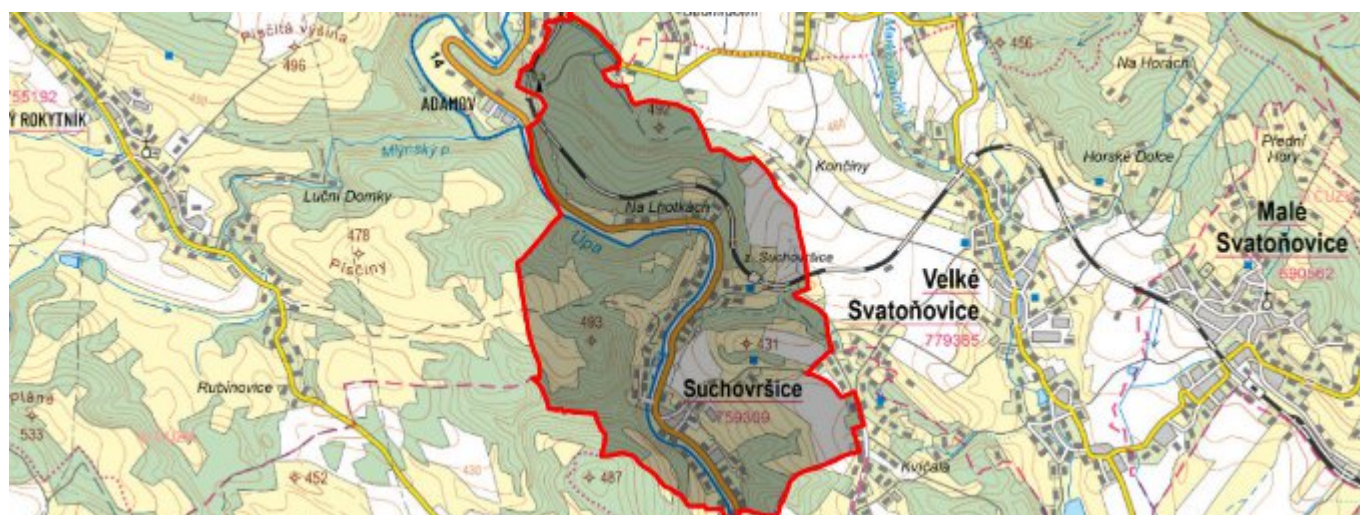 Písčitá výšina
496
14
ADAMOV
755192
Ý ROKYTNÍK
Mlýnský p.
Luční Domky
478
Písčiny
Rubínovice
533
452
430
487
492
Na Lhotkách
Úpa
z. Suchovršice
493
431
Suchovršice
759309
Končiny
456
Na Horách
Horské Dolce
Přední
Hory
Malé
Svatoňovice
690562
Velké
Svatoňovice
779385
Kvíčala